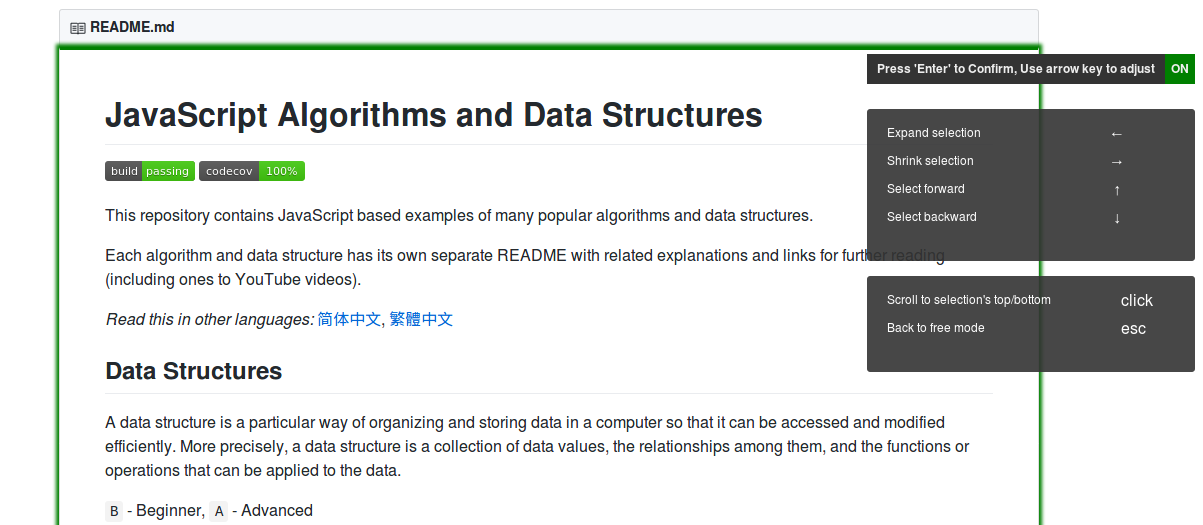 README.md
Press 'Enter' to Confirm, Use arrow key to adjust ON
JavaScript Algorithms and Data Structures
build passing codecov 100%
This repository contains JavaScript based examples of many popular algorithms and data structures.
Each algorithm and data structure has its own separate README with related explanations and links for further reading
(including ones to YouTube videos).
Read this in other languages: 简体中文, 繁體中文
Data Structures
A data structure is a particular way of organizing and storing data in a computer so that it can be accessed and modified
efficiently. More precisely, a data structure is a collection of data values, the relationships among them, and the functions or
operations that can be applied to the data.
B - Beginner, A - Advanced
Expand selection ←
Shrink selection →
Select forward ↑
Select backward ↓
Scroll to selection's top/bottom click
Back to free mode esc